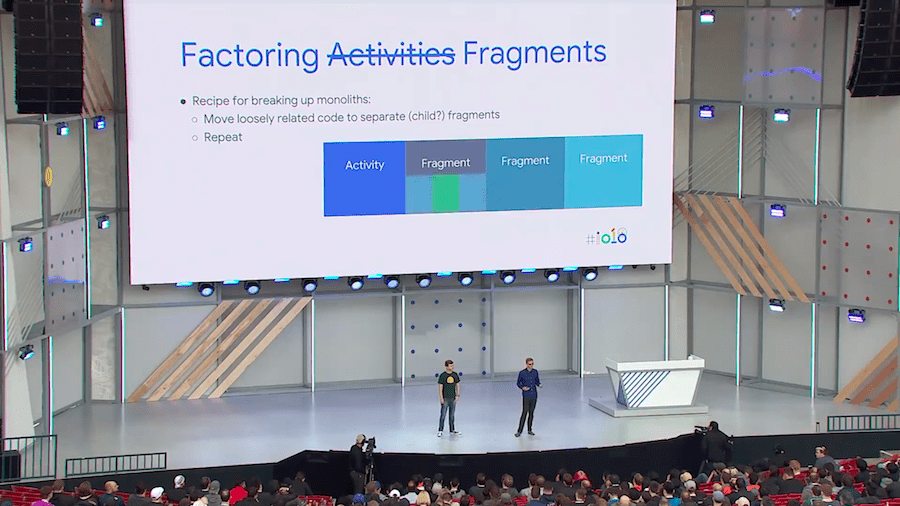 Factoring Activities Fragments
Recipe for breaking up monoliths:
Move loosely related code to separate (child?) fragments
Repeat
Activity
Fragment
Fragment
Fragment
#io18